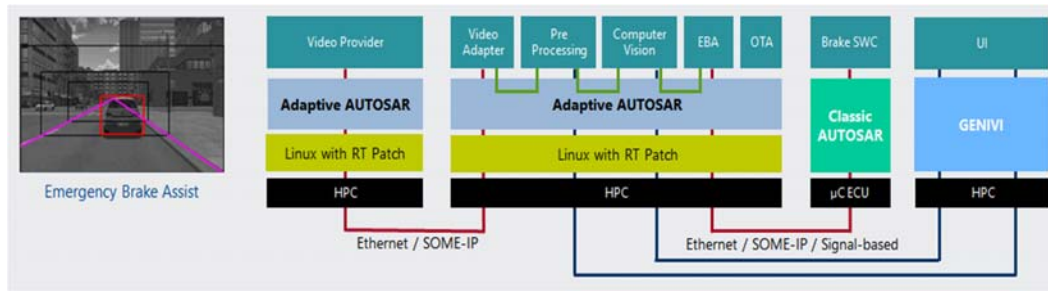 Video Provider
Video
Adapter
Pre
Processing
Computer
Vision
EBA
OTA
Brake SWC
UI
Adaptive AUTOSAR
Adaptive AUTOSAR
Classic
AUTOSAR
GENIVI
Linux with RT Patch
Linux with RT Patch
HPC
HPC
µC ECU
HPC
Emergency Brake Assist
Ethernet / SOME-IP
Ethernet / SOME-IP / Signal-based